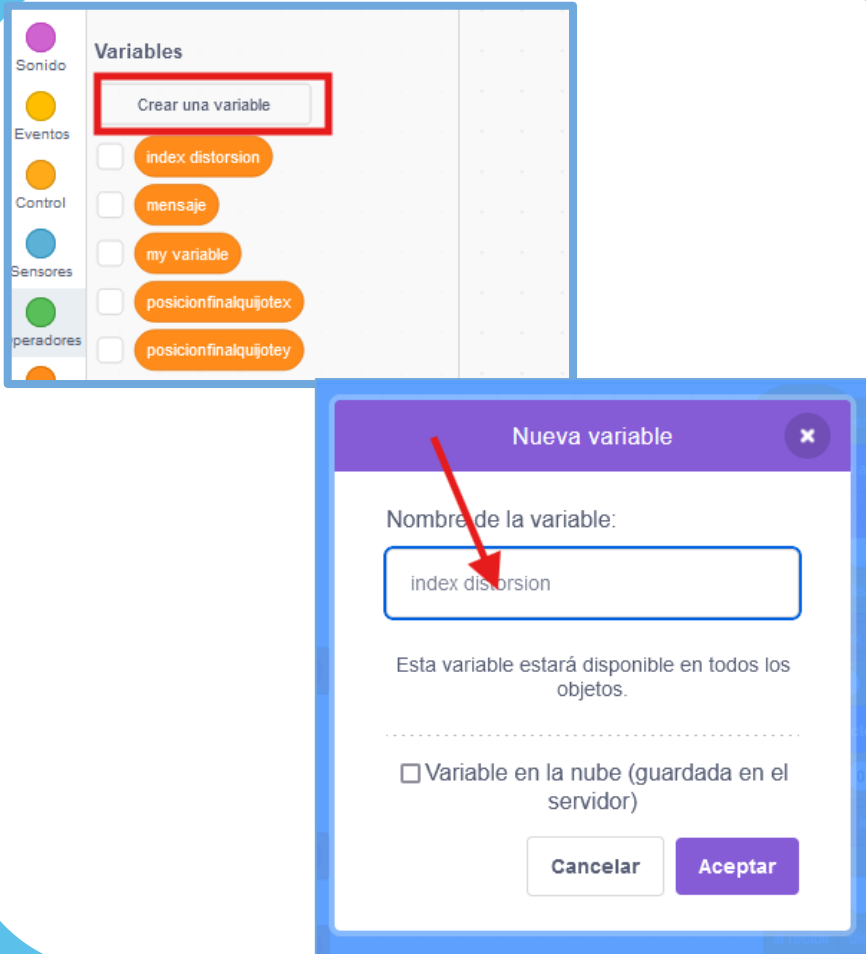 Sonido
Variables
Crear una variable
Eventos
index distorsion
Control
mensaje
my variable
Sensores
posicionfinalquijotex
peradores
posicionfinalquijotey
Nueva variable
Nombre de la variable:
index distorsion
Esta variable estará disponible en todos los
objetos.
Variable en la nube (guardada en el
servidor)
Cancelar
Aceptar